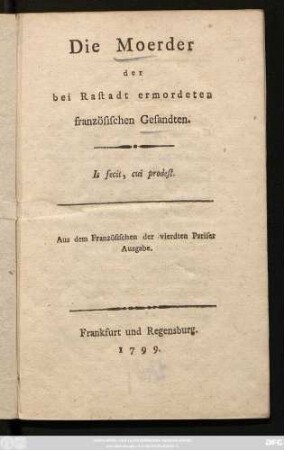 Die Moerder
der
bei Raſtadt ermordeten
franzöſiſchen Geſandten.
Is fecit, cui prodeſt.
Aus dem Franzöſiſchen der vierdten Pariſer
Ausgabe.
Frankfurt und Regensburg.
1799.